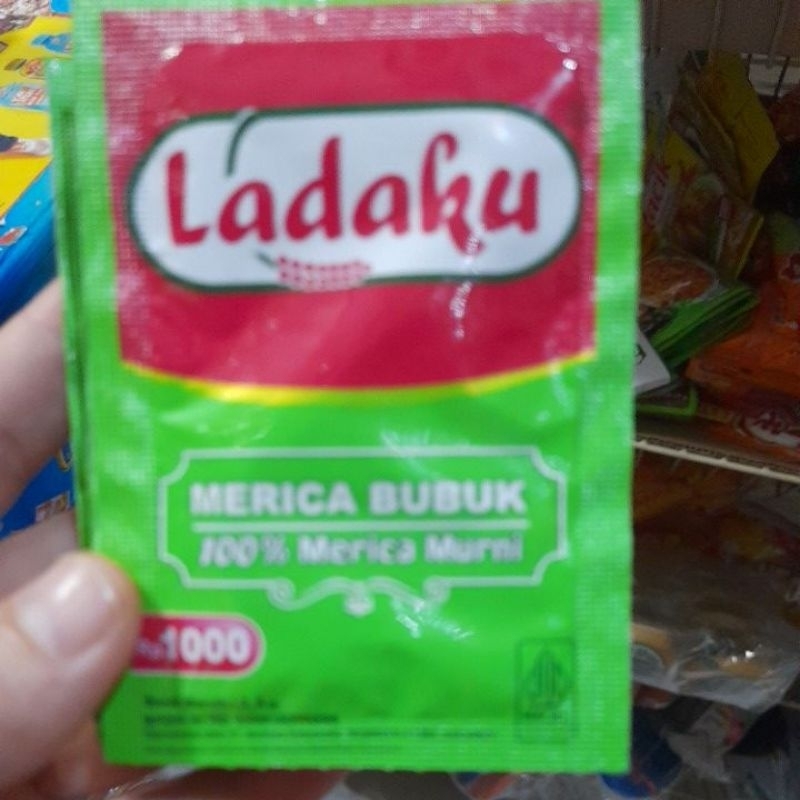 Ladaku
MERICA BUBUK
100% Merica Murni
Rp1000